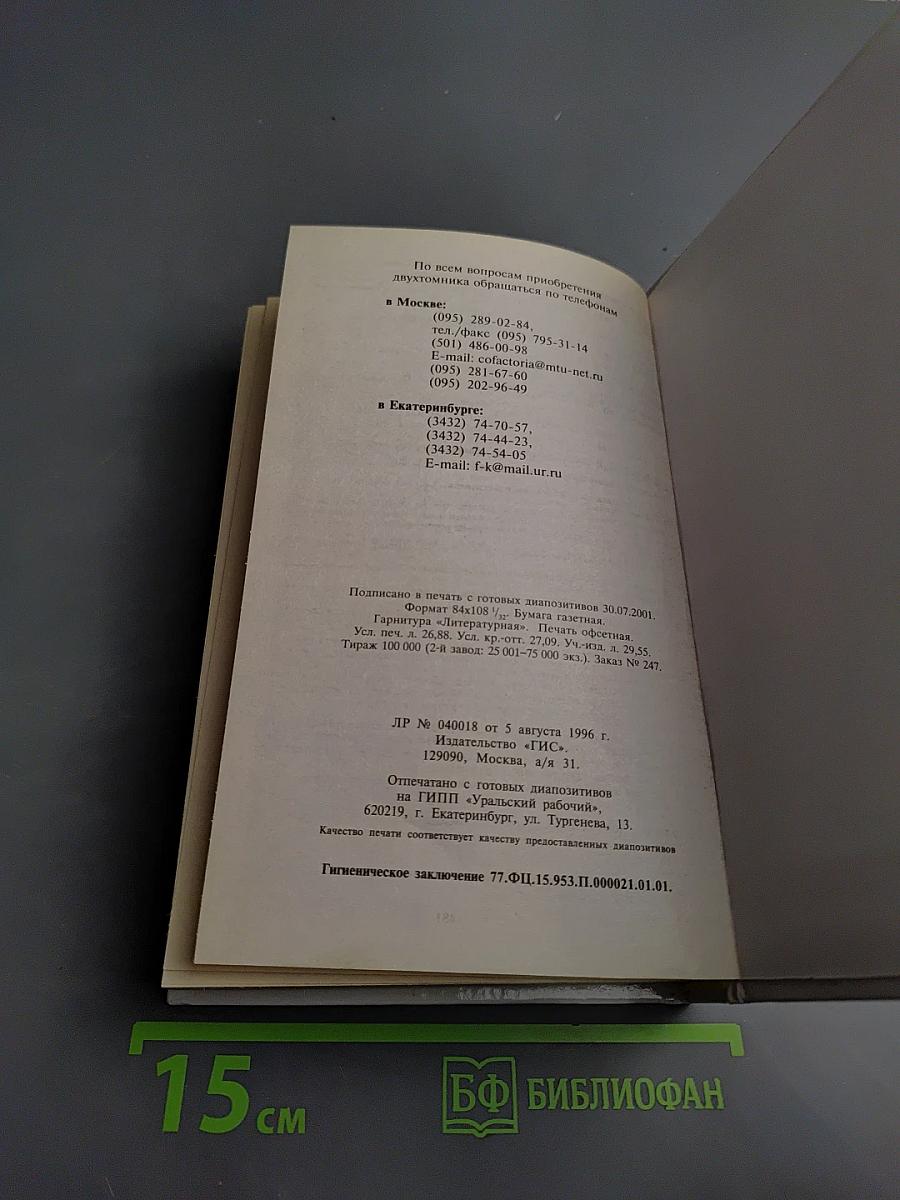 По всем вопросам приобретения
двухтомника обращаться по телефонам
в Москве:
(095) 289-02-84,
тел./факс (095) 795-31-14
(501) 486-00-98
E-mail: cofactoria@mtu-net.ru
(095) 281-67-60
(095) 202-96-49
в Екатеринбурге:
(3432) 74-70-57,
(3432) 74-44-23,
(3432) 74-54-05
E-mail: f-k@mail.ur.ru
Подписано в печать с готовых диапозитивов 30.07.2001.
Формат 84x108 1/32. Бумага газетная.
Гарнитура «Литературная». Печать офсетная.
Усл. печ. л. 26,88. Усл. кр.-отт. 27,09. Уч.-изд. л. 29,55.
Тираж 100 000 (2-й завод: 25 001–75 000 экз.). Заказ № 247.
ЛР № 040018 от 5 августа 1996 г.
Издательство «ГИС».
129090, Москва, а/я 31.
Отпечатано с готовых диапозитивов
на ГИПП «Уральский рабочий»,
620219, г. Екатеринбург, ул. Тургенева, 13.
Качество печати соответствует качеству предоставленных диапозитивов
Гигиеническое заключение 77.ФЦ.15.953.П.000021.01.01.
15 см
БФ БИБЛИОФАН